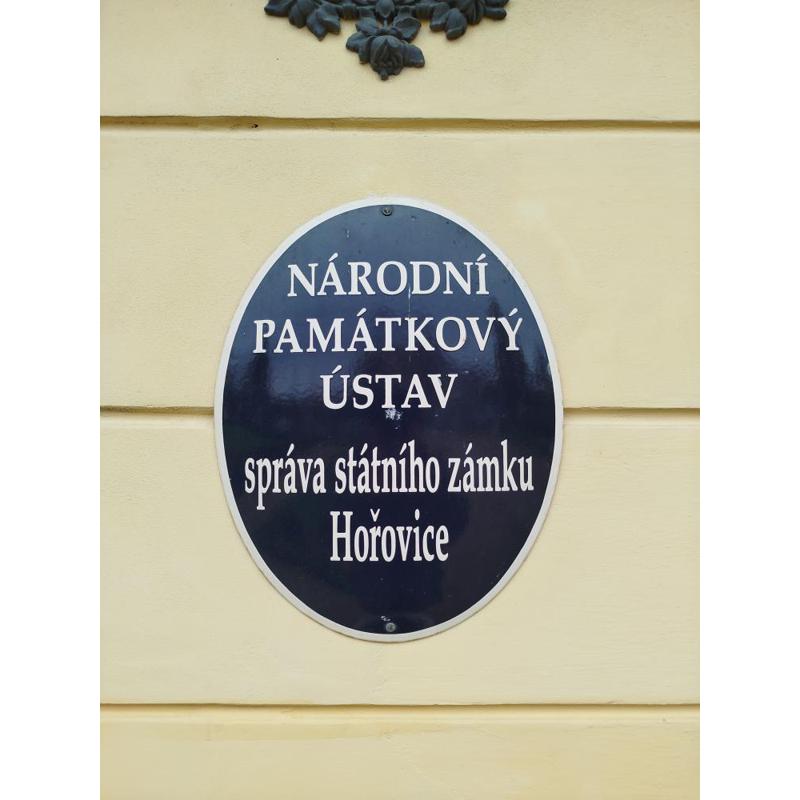 NÁRODNÍ
PAMÁTKOVÝ
ÚSTAV
správa státního zámku
Hořovice